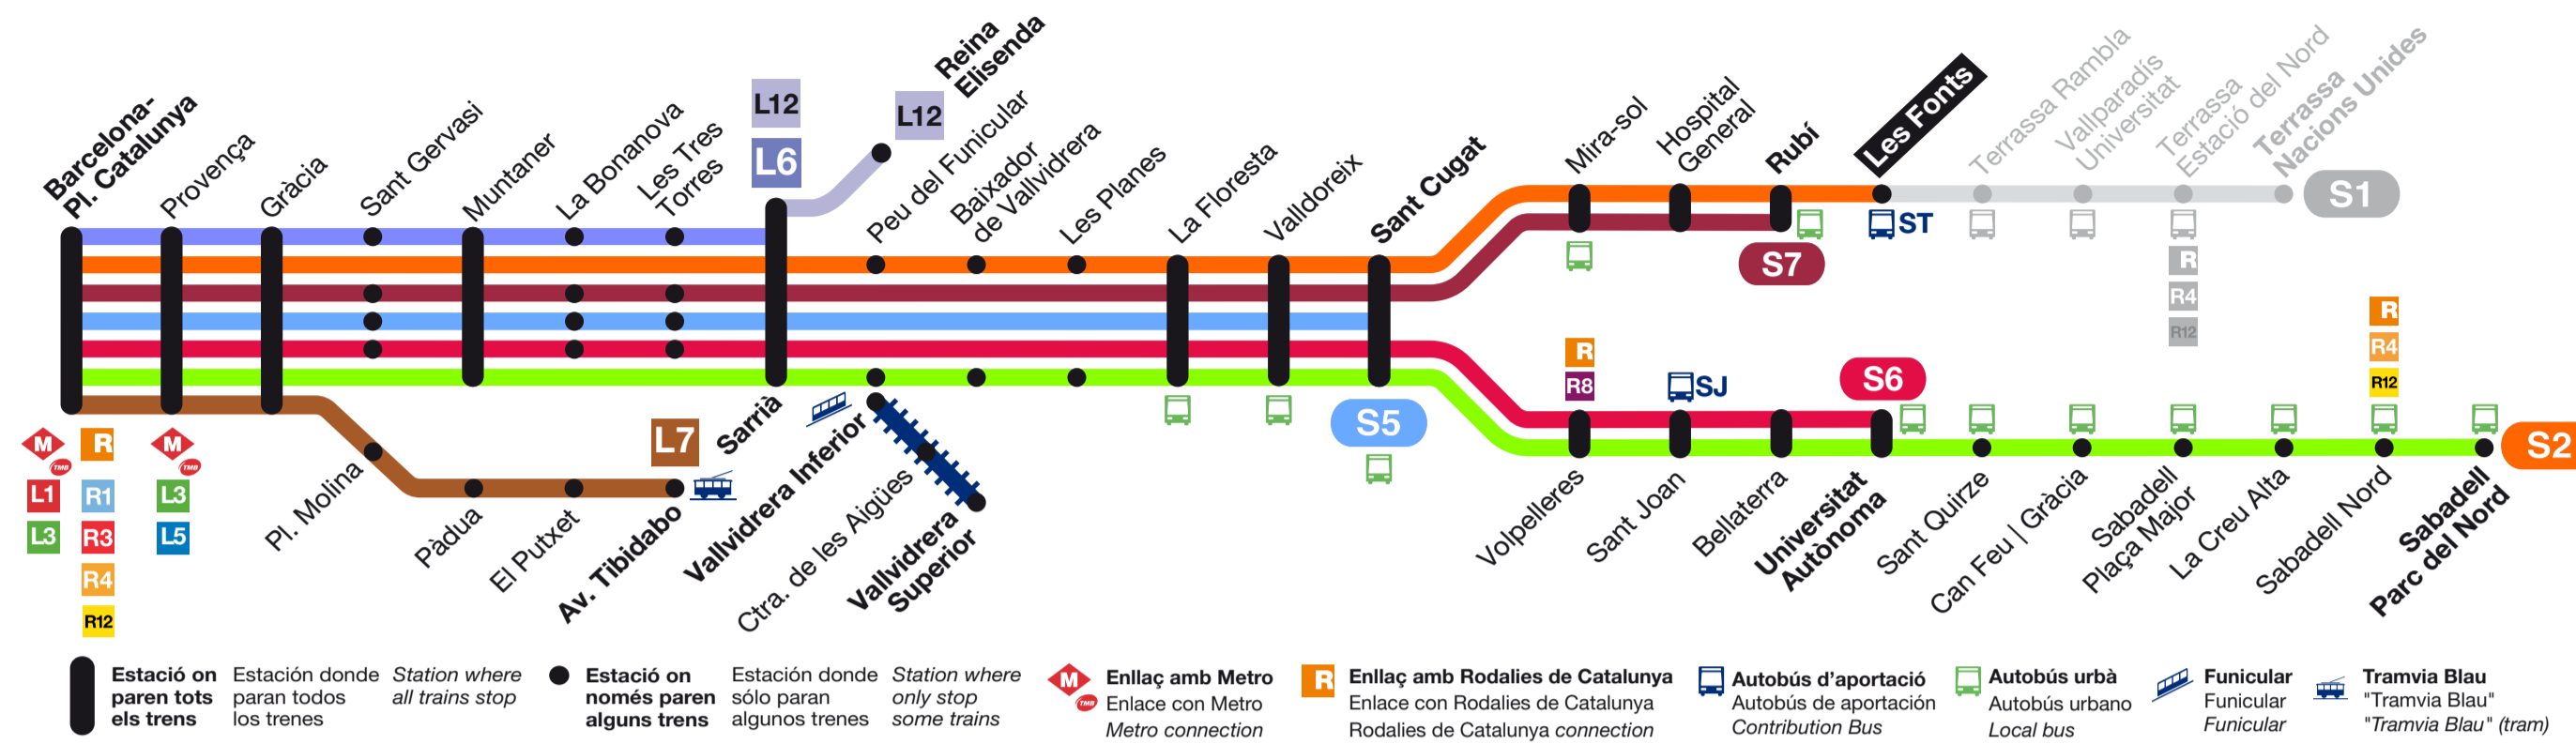 Barcelona-
Pl. Catalunya
Provença
Gràcia
Sant Gervasi
Muntaner
La Bonanova
Les Tres
Torres
L12
L6
L12
Reina
Elisenda
Peu del Funicular
Baixador
de Vallvidrera
Les Planes
La Floresta
Valldoreix
Sant Cugat
Mira-sol
Hospital
General
Rubí
Les Fonts
Terrassa Rambla
Vallparadís
Universitat
Terrassa
Estació del Nord
Terrassa
Nacions Unides
S1
ST
S7
R
R4
R12
R
R4
R12
R
R8
SJ
S6
S5
S2
M
TMB
L1
L3
R
R1
R3
R4
R12
M
TMB
L3
L5
Pl. Molina
Pàdua
El Putxet
Av. Tibidabo
L7
Sarrià
Vallvidrera Inferior
Ctra. de les Aigües
Vallvidrera
Superior
Volpelleres
Sant Joan
Bellaterra
Universitat
Autònoma
Sant Quirze
Can Feu | Gràcia
Sabadell
Plaça Major
La Creu Alta
Sabadell Nord
Sabadell
Parc del Nord
Estació on
paren tots
els trens
Estación donde
paran todos
los trenes
Station where
all trains stop
Estació on
només paren
alguns trens
Estación donde
sólo paran
algunos trenes
Station where
only stop
some trains
M
TMB
Enllaç amb Metro
Enlace con Metro
Metro connection
R
Enllaç amb Rodalies de Catalunya
Enlace con Rodalies de Catalunya
Rodalies de Catalunya connection
Autobús d'aportació
Autobús de aportación
Contribution Bus
Autobús urbà
Autobús urbano
Local bus
Funicular
Funicular
Funicular
Tramvia Blau
"Tramvia Blau"
"Tramvia Blau" (tram)